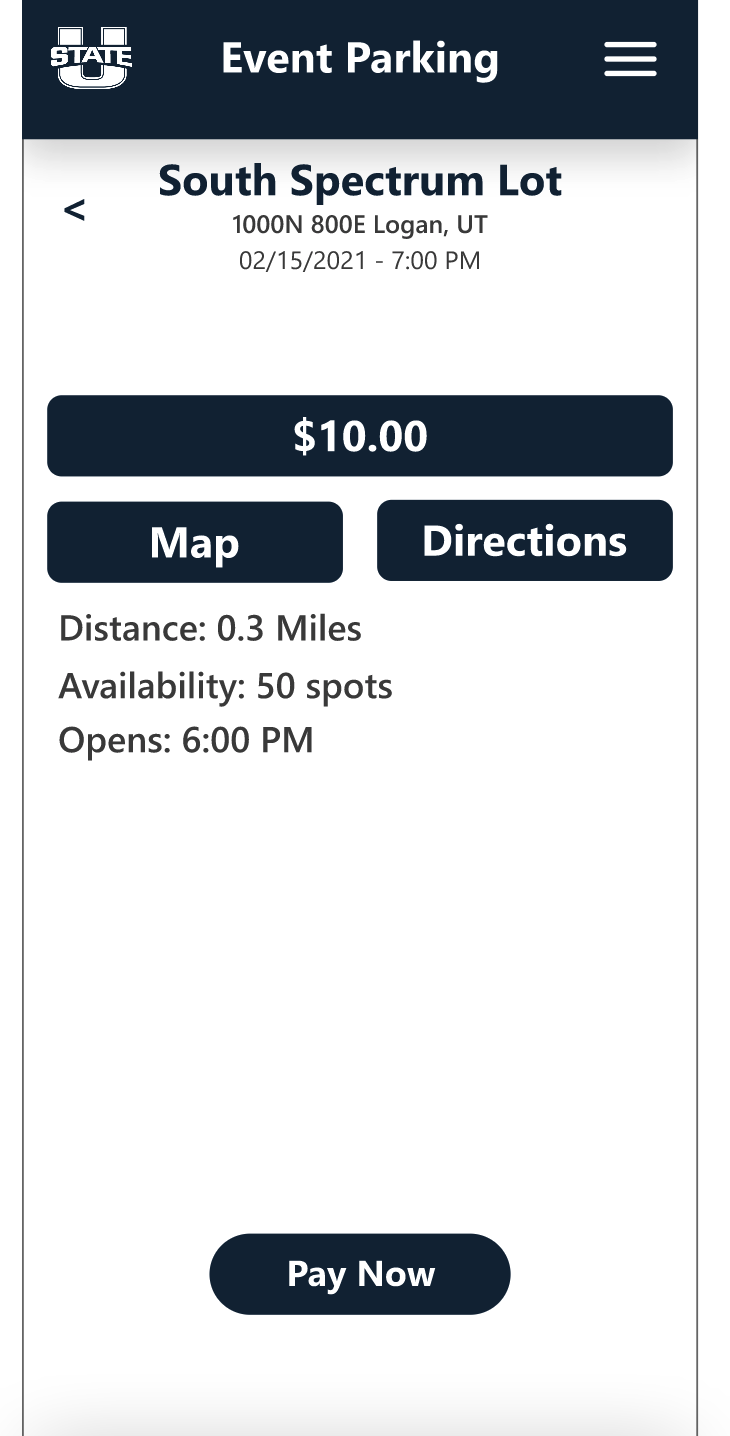 STATE
Event Parking
South Spectrum Lot
<
1000N 800E Logan, UT
02/15/2021 - 7:00 PM
$10.00
Map
Directions
Distance: 0.3 Miles
Availability: 50 spots
Opens: 6:00 PM
Pay Now